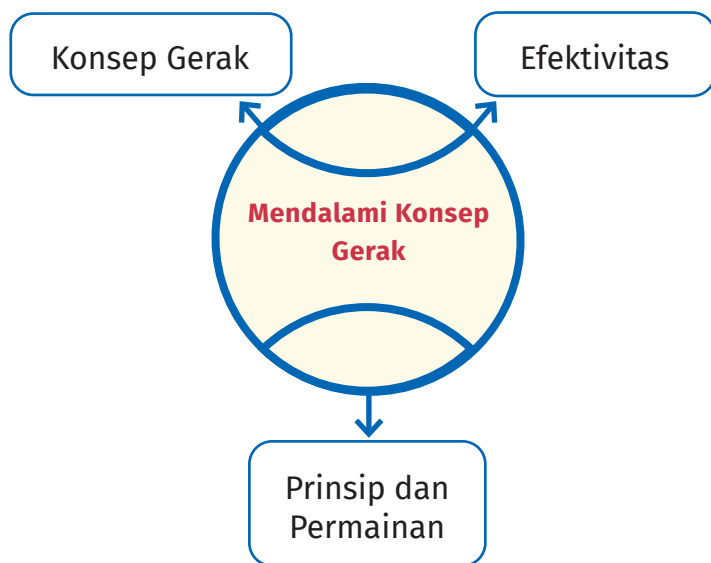 Konsep Gerak
Efektivitas
Mendalami Konsep
Gerak
Prinsip dan
Permainan